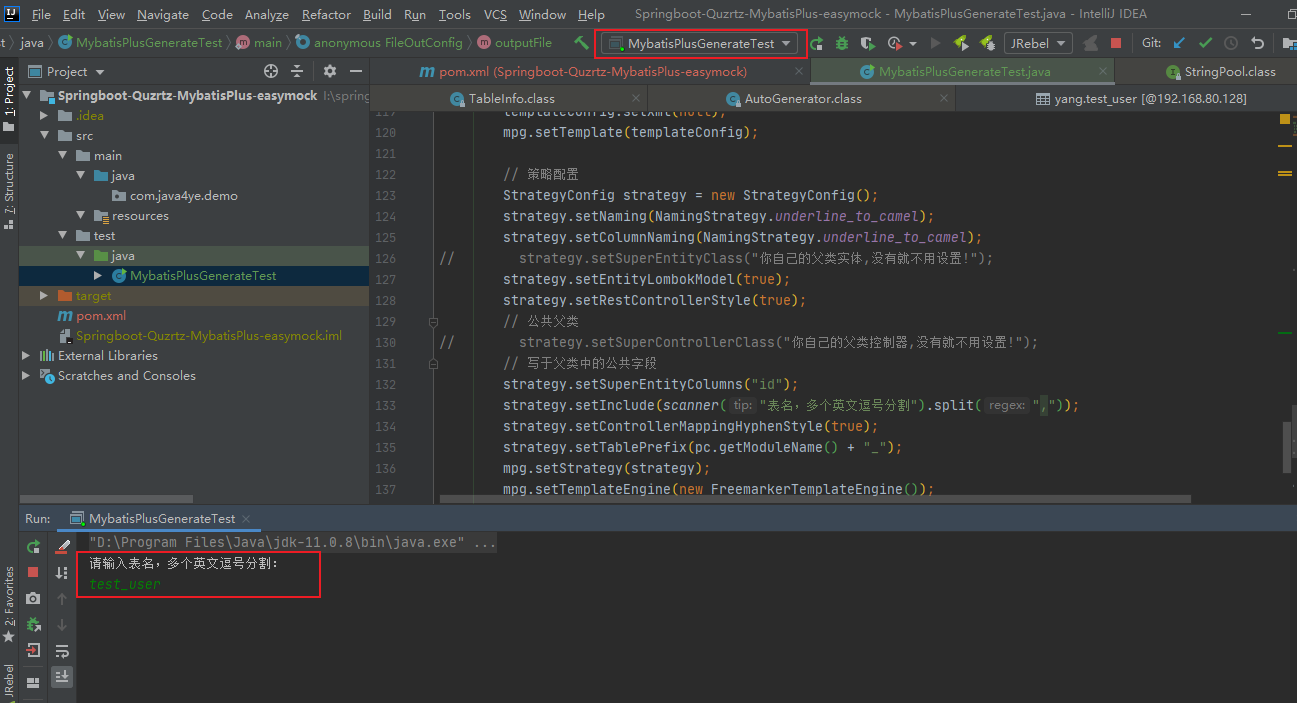 File Edit View Navigate Code Analyze Refactor Build Run Tools VCS Window Help Springboot-Quzrtz-MybatisPlus-easymock - MybatisPlusGenerateTest.java - IntelliJ IDEA
java MybatisPlusGenerateTest main anonymous FileOutConfig outputFile MybatisPlusGenerateTest JRebel Git:
Project
pom.xml (Springboot-Quzrtz-MybatisPlus-easymock) MybatisPlusGenerateTest.java StringPool.class
TableInfo.class AutoGenerator.class yang.test_user [@192.168.80.128]
1: Project
7: Structure
2: Favorites
JRebel
Springboot-Quzrtz-MybatisPlus-easymock I:\spring
.idea
src
main
java
com.java4ye.demo
resources
test
java
MybatisPlusGenerateTest
target
pom.xml
Springboot-Quzrtz-MybatisPlus-easymock.iml
External Libraries
Scratches and Consoles
119 templateConfig.setXml(null);
120 mpg.setTemplate(templateConfig);
121
122 // 策略配置
123 StrategyConfig strategy = new StrategyConfig();
124 strategy.setNaming(NamingStrategy.underline_to_camel);
125 strategy.setColumnNaming(NamingStrategy.underline_to_camel);
126 // strategy.setSuperEntityClass("你自己的父类实体,没有就不用设置!");
127 strategy.setEntityLombokModel(true);
128 strategy.setRestControllerStyle(true);
129 // 公共父类
130 // strategy.setSuperControllerClass("你自己的父类控制器,没有就不用设置!");
131 // 写于父类中的公共字段
132 strategy.setSuperEntityColumns("id");
133 strategy.setInclude(scanner( tip: "表名，多个英文逗号分割").split( regex: ","));
134 strategy.setControllerMappingHyphenStyle(true);
135 strategy.setTablePrefix(pc.getModuleName() + "_");
136 mpg.setStrategy(strategy);
137 mpg.setTemplateEngine(new FreemarkerTemplateEngine());
Run: MybatisPlusGenerateTest
"D:\Program Files\Java\jdk-11.0.8\bin\java.exe" ...
请输入表名，多个英文逗号分割：
test_user